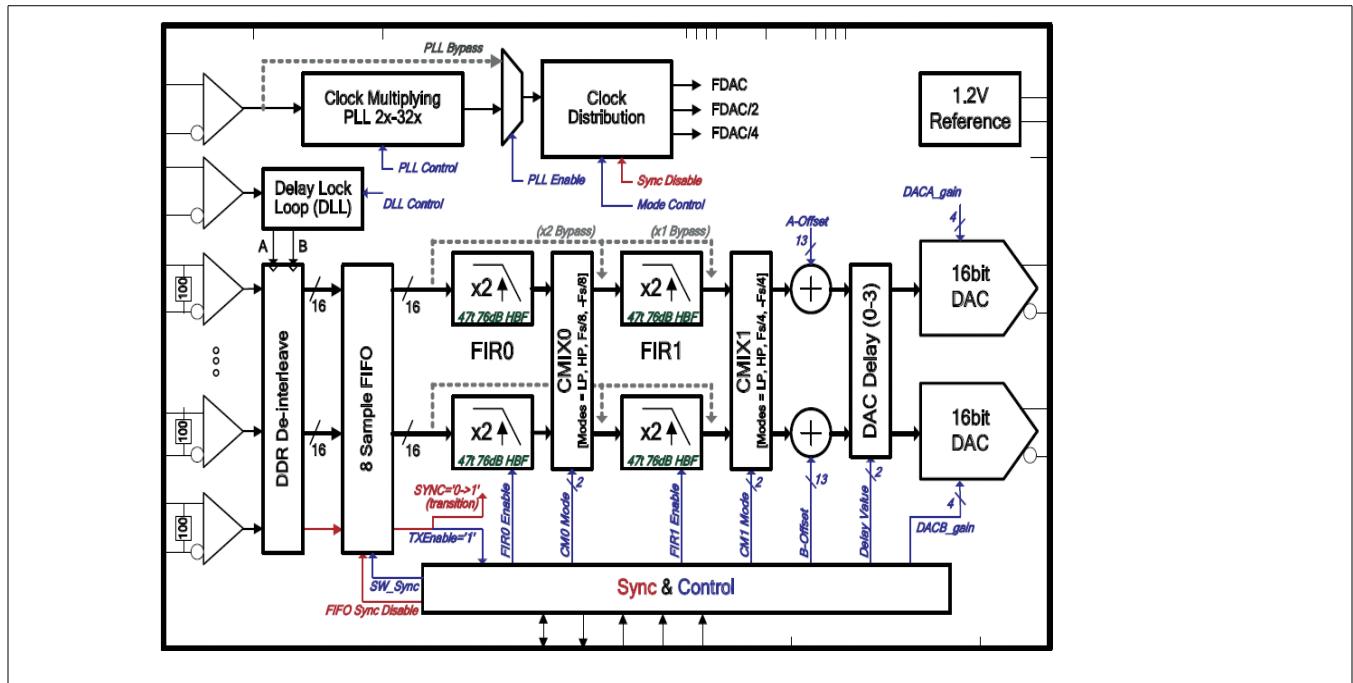 PLL Bypass
Clock Multiplying
PLL 2x-32x
Clock
Distribution
FDAC
FDAC/2
FDAC/4
1.2V
Reference
PLL Control
PLL Enable
Sync Disable
Mode Control
Delay Lock
Loop (DLL)
DLL Control
DACA_gain
4
A
B
(x2 Bypass)
(x1 Bypass)
A-Offset
13
100
16
16
x2
47t 76dB HBF
x2
47t 76dB HBF
16bit
DAC
DDR De-interleave
8 Sample FIFO
FIR0
CMIX0
[Modes = LP, HP, Fs/8, -Fs/8]
FIR1
CMIX1
[Modes = LP, HP, Fs/4, -Fs/4]
DAC Delay (0-3)
100
16
16
x2
47t 76dB HBF
x2
47t 76dB HBF
16bit
DAC
100
SYNC='0->1'
(transition)
TXEnable='1'
FIR0 Enable
CM0 Mode
2
FIR1 Enable
CM1 Mode
2
B-Offset
13
Delay Value
2
4
DACB_gain
SW_Sync
FIFO Sync Disable
Sync & Control